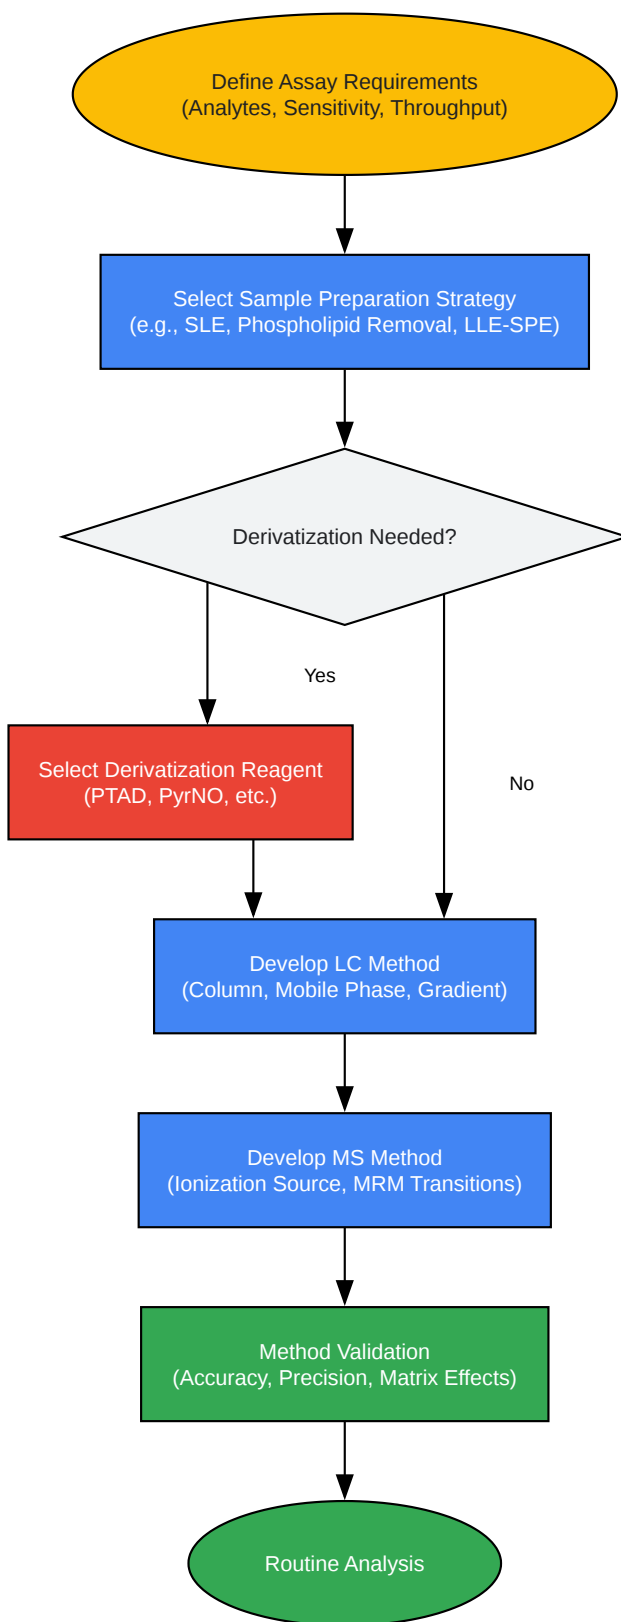 Define Assay Requirements
(Analytes, Sensitivity, Throughput)
Select Sample Preparation Strategy
(e.g., SLE, Phospholipid Removal, LLE-SPE)
Derivatization Needed?
Yes
Select Derivatization Reagent
(PTAD, PyrNO, etc.)
No
Develop LC Method
(Column, Mobile Phase, Gradient)
Develop MS Method
(Ionization Source, MRM Transitions)
Method Validation
(Accuracy, Precision, Matrix Effects)
Routine Analysis